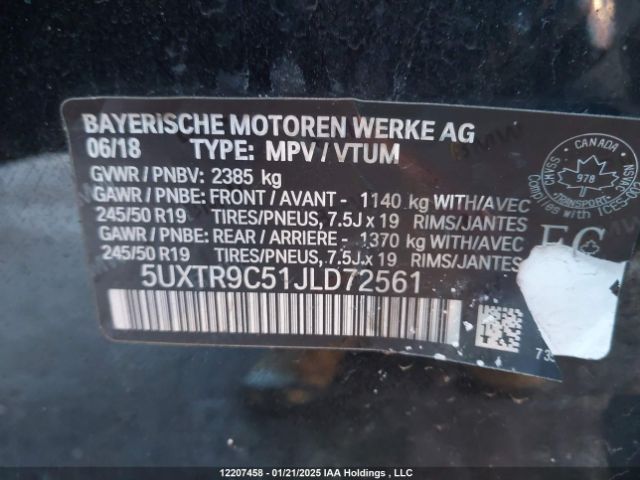 BAYERISCHE MOTOREN WERKE AG
06/18 TYPE: MPV / VTUM
GVWR / PNBV: 2385 kg
GAWR / PNBE: FRONT / AVANT - 1140 kg WITH/AVEC
245/50 R19 TIRES/PNEUS, 7.5J x 19 RIMS/JANTES
GAWR / PNBE: REAR / ARRIERE - 1370 kg WITH/AVEC
245/50 R19 TIRES/PNEUS, 7.5J x 19 RIMS/JANTES
5UXTR9C51JLD72561
CANADA
978
TRANSPORT
EC
12207458 - 01/21/2025 IAA Holdings , LLC